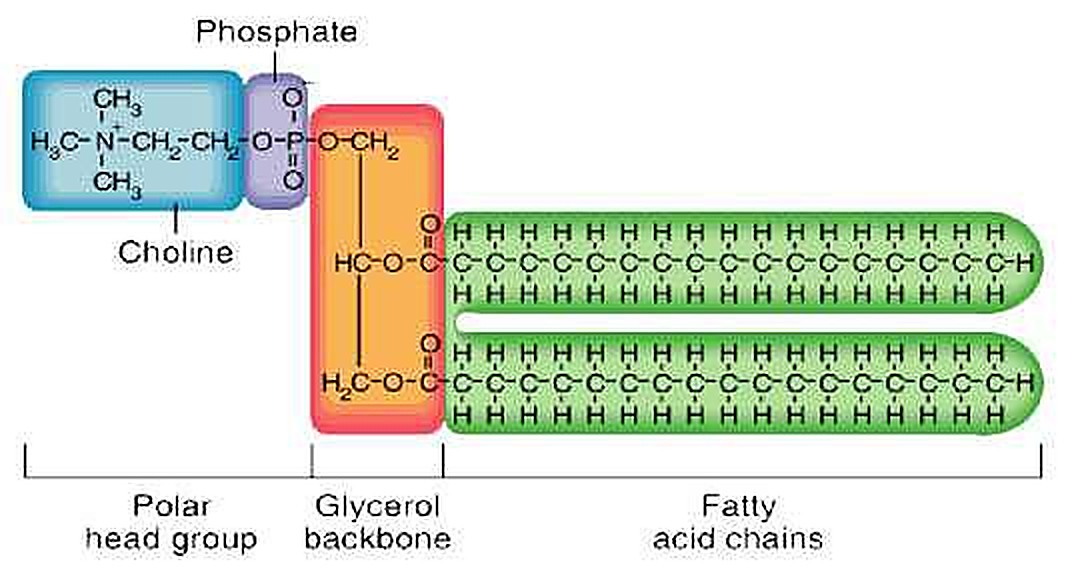 Phosphate
CH3 O-
H3C-N+-CH2-CH2-O-P-O-CH2
CH3 O
Choline
O H H H H H H H H H H H H H H H H H
HC-O-C-C-C-C-C-C-C-C-C-C-C-C-C-C-C-C-C-C-H
H H H H H H H H H H H H H H H H H
O H H H H H H H H H H H H H H H H H
H2C-O-C-C-C-C-C-C-C-C-C-C-C-C-C-C-C-C-C-C-H
H H H H H H H H H H H H H H H H H
Polar
head group
Glycerol
backbone
Fatty
acid chains